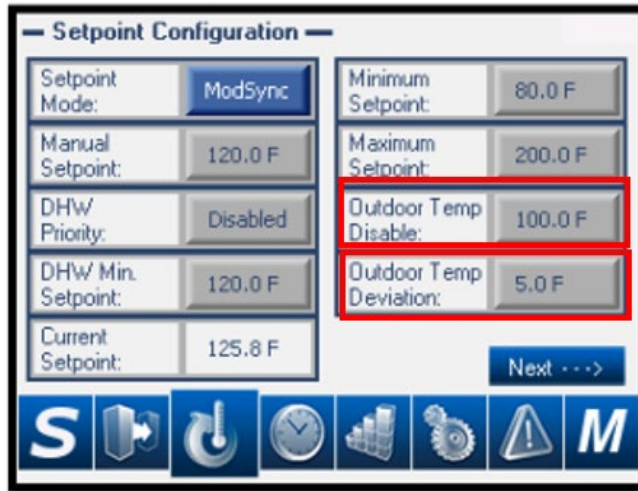 Setpoint Configuration
Setpoint
Mode:
ModSync
Manual
Setpoint:
120.0 F
DHW
Priority:
Disabled
DHW Min.
Setpoint:
120.0 F
Current
Setpoint:
125.8 F
Minimum
Setpoint:
80.0 F
Maximum
Setpoint:
200.0 F
Outdoor Temp
Disable:
100.0 F
Outdoor Temp
Deviation:
5.0 F
Next --->
S
M